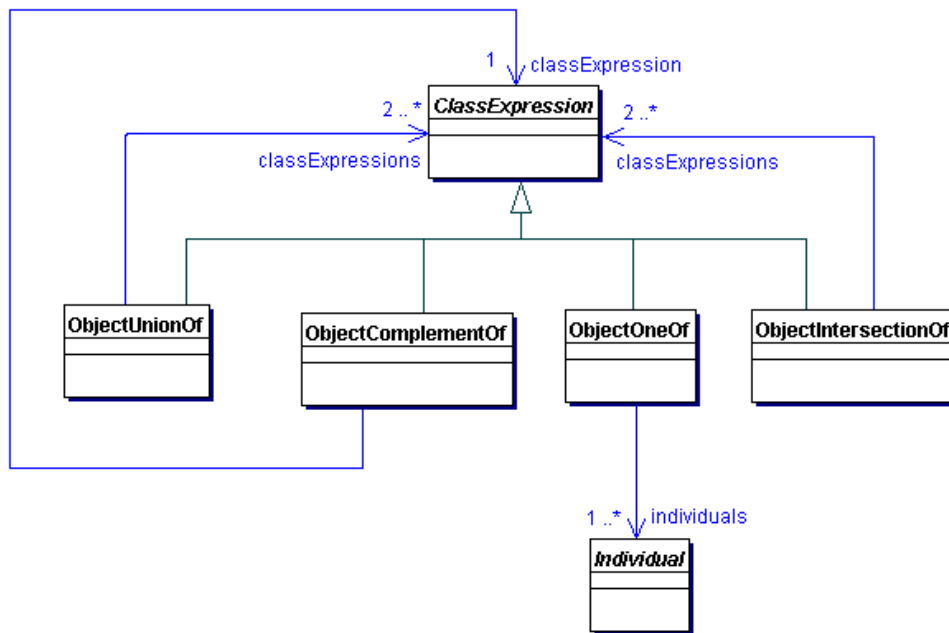 1 classExpression
ClassExpression
2 ..* 2 ..*
classExpressions classExpressions
ObjectUnionOf ObjectComplementOf ObjectOneOf ObjectIntersectionOf
1 ..* individuals
Individual